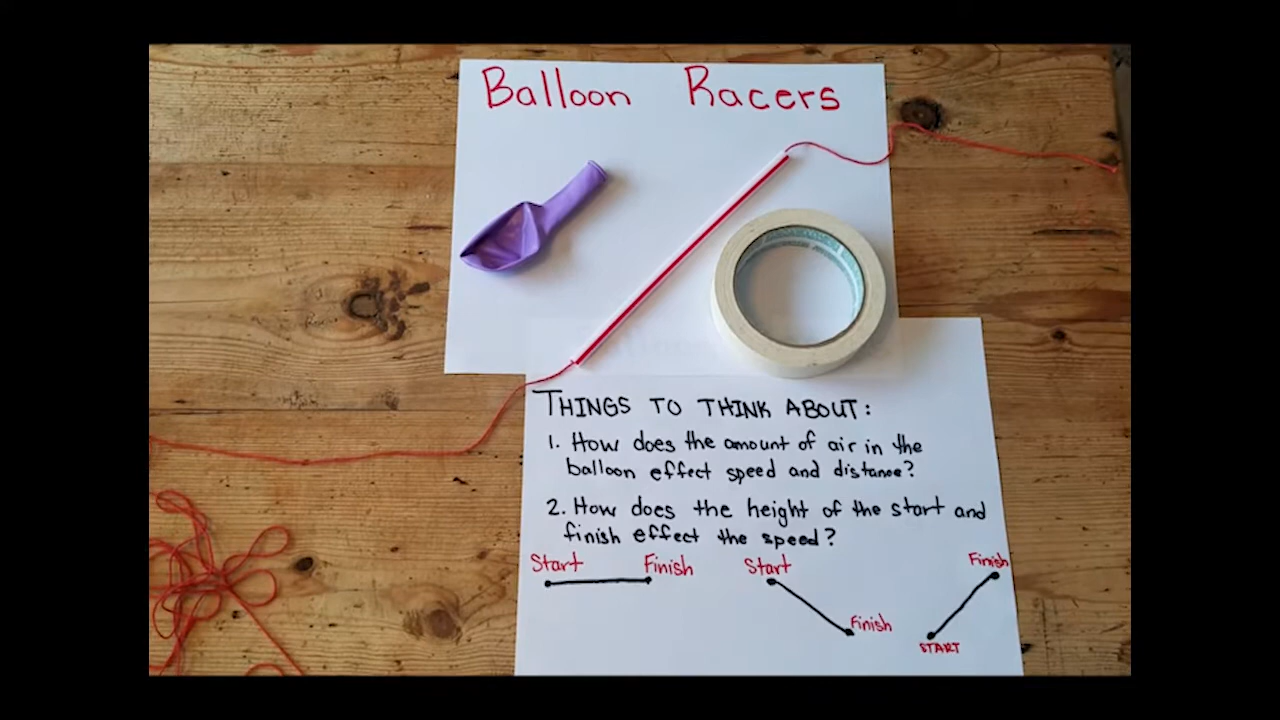 Balloon Racers
THINGS TO THINK ABOUT:
1. How does the amount of air in the
balloon effect speed and distance?
2. How does the height of the start and
finish effect the speed?
Start Finish Start Finish
Finish
START